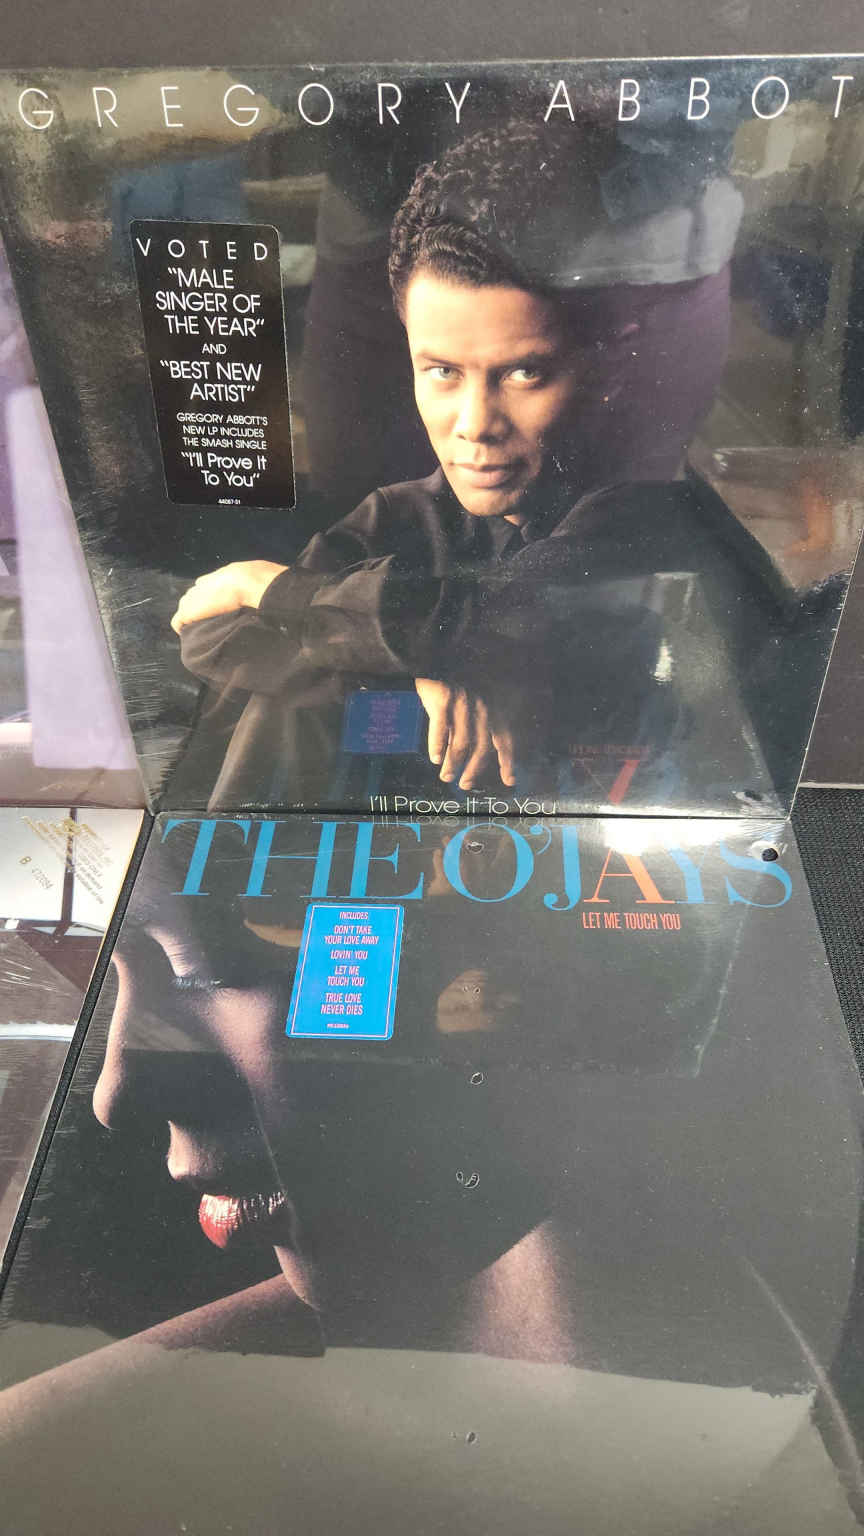 GREGORY ABBOT
VOTED
"MALE
SINGER OF
THE YEAR"
AND
"BEST NEW
ARTIST"
GREGORY ABBOTT'S
NEW LP INCLUDES
THE SMASH SINGLE
"I'll Prove It
To You"
I'll Prove It To You
THE O'JAYS
LET ME TOUCH YOU
INCLUDES
DON'T TAKE
YOUR LOVE AWAY
LOVIN' YOU
LET ME
TOUCH YOU
TRUE LOVE
NEVER DIES